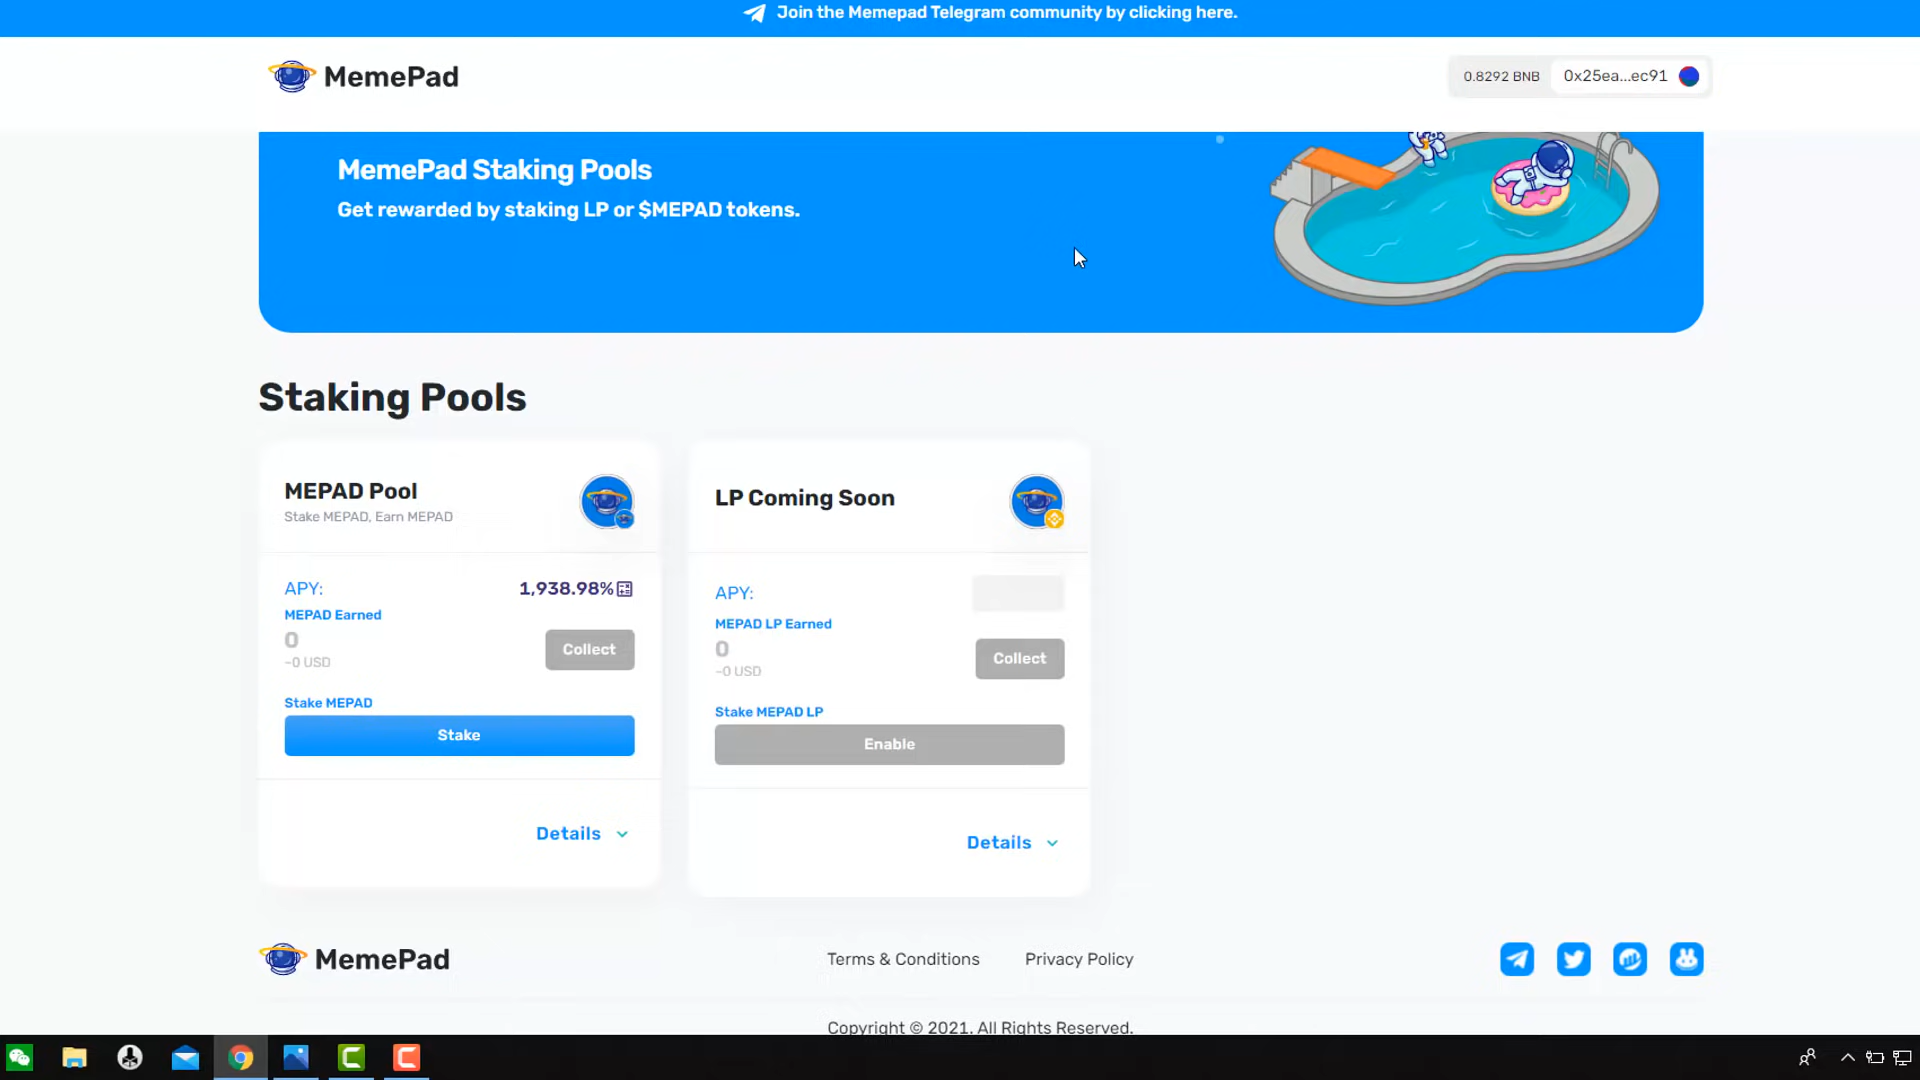 Join the Memepad Telegram community by clicking here.
MemePad
0.8292 BNB
0x25ea...ec91
MemePad Staking Pools
Get rewarded by staking LP or $MEPAD tokens.
Staking Pools
MEPAD Pool
Stake MEPAD, Earn MEPAD
APY:
1,938.98%
MEPAD Earned
0
~0 USD
Collect
Stake MEPAD
Stake
Details
LP Coming Soon
APY:
MEPAD LP Earned
0
~0 USD
Collect
Stake MEPAD LP
Enable
Details
MemePad
Terms & Conditions
Privacy Policy
Copyright © 2021. All Rights Reserved.